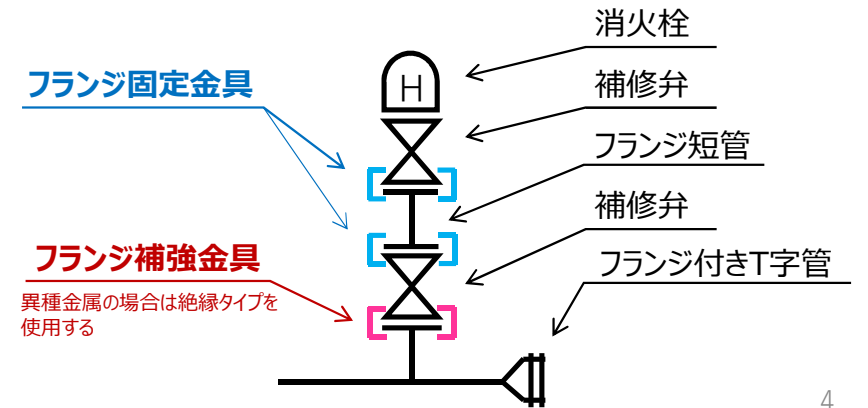 消火栓
フランジ固定金具
H
補修弁
フランジ短管
補修弁
フランジ補強金具
フランジ付きT字管
異種金属の場合は絶縁タイプを
使用する
4